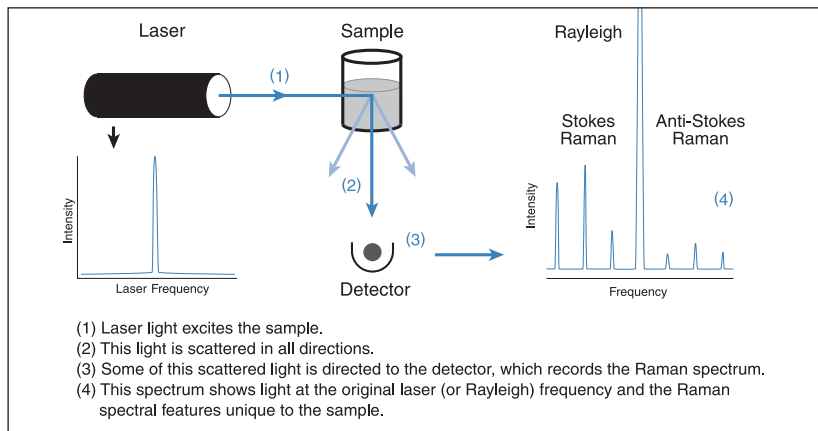 Laser
Sample
Rayleigh
(1)
Stokes
Raman
Anti-Stokes
Raman
(2)
(3)
(4)
Intensity
Laser Frequency
Detector
Intensity
Frequency
(1) Laser light excites the sample.
(2) This light is scattered in all directions.
(3) Some of this scattered light is directed to the detector, which records the Raman spectrum.
(4) This spectrum shows light at the original laser (or Rayleigh) frequency and the Raman
spectral features unique to the sample.